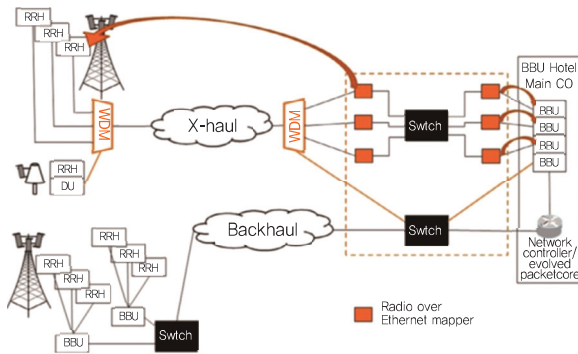 RRH
RRH
RRH
BBU Hotel
Main CO
WDM
X-haul
WDM
Swtch
BBU
BBU
BBU
BBU
RRH
DU
Backhaul
Swtch
Network
controller/
evolved
packetcore
RRH
RRH
RRH
RRH
RRH
RRH
BBU
BBU
Swtch
Radio over
Ethernet mapper